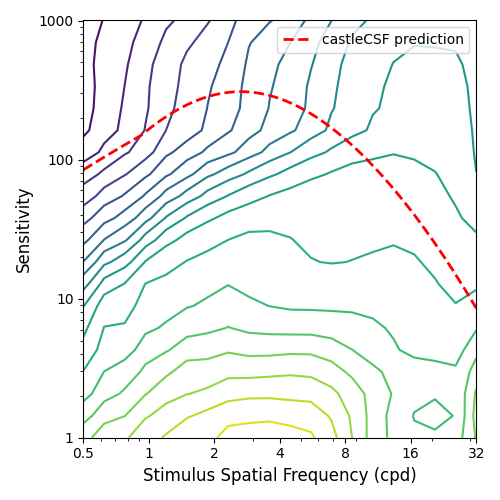 1000
castleCSF prediction
100
Sensitivity
10
1
0.5 1 2 4 8 16 32
Stimulus Spatial Frequency (cpd)